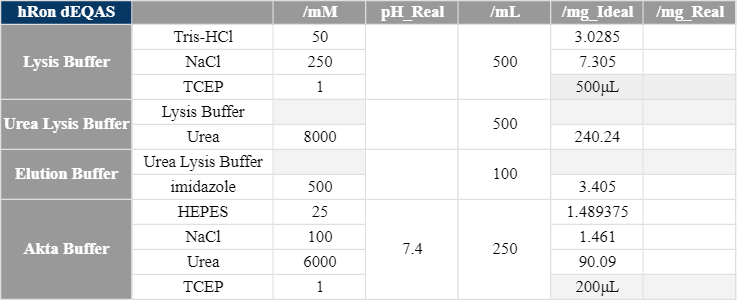 hRon dEQAS /mM pH_Real /mL /mg_Ideal /mg_Real
Lysis Buffer Tris-HCl 50 500 3.0285
NaCl 250 7.305
TCEP 1 500μL
Urea Lysis Buffer Lysis Buffer 500
Urea 8000 240.24
Elution Buffer Urea Lysis Buffer 100
imidazole 500 3.405
Akta Buffer HEPES 25 7.4 250 1.489375
NaCl 100 1.461
Urea 6000 90.09
TCEP 1 200μL